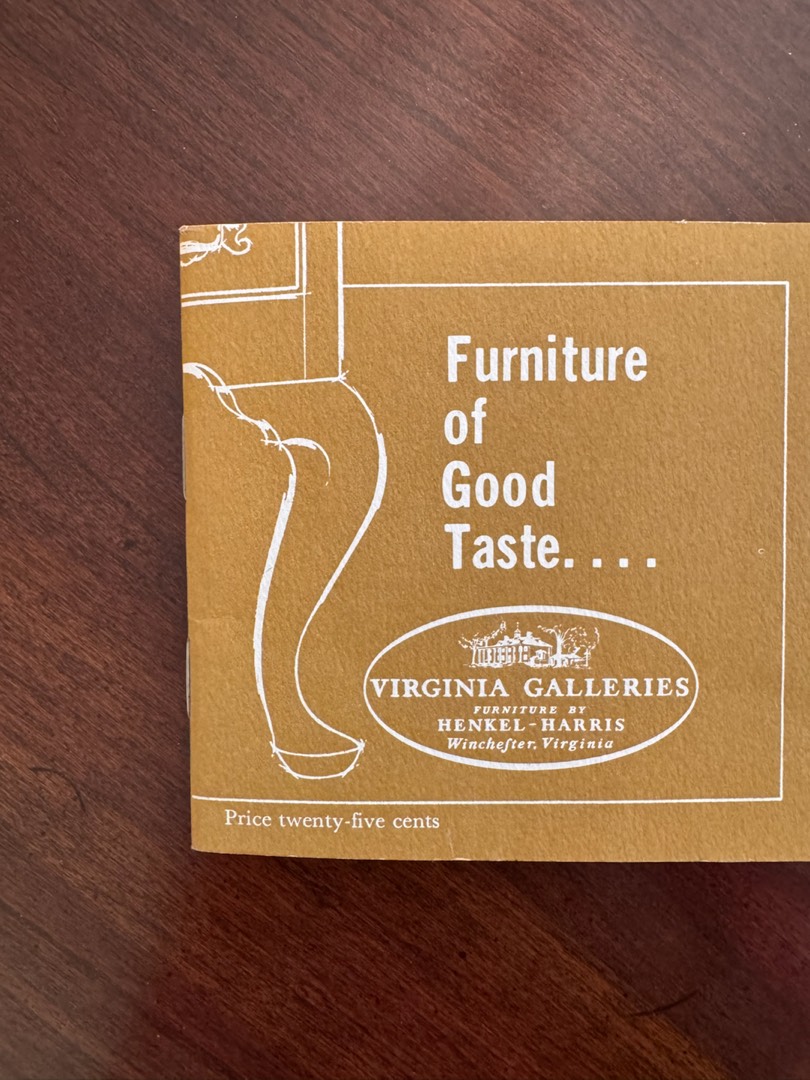 Furniture
of
Good
Taste. . . .
VIRGINIA GALLERIES
FURNITURE BY
HENKEL-HARRIS
Wincheſter, Virginia
Price twenty-five cents